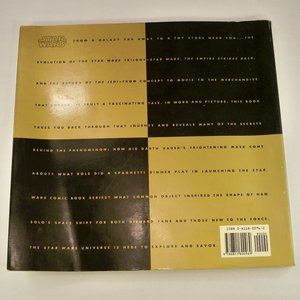 STAR WARS
FROM A GALAXY FAR AWAY TO A TOY STORE NEAR YOU...THE
EVOLUTION OF THE STAR WARS TRILOGY—STAR WARS, THE EMPIRE STRIKES BACK,
AND THE RETURN OF THE JEDI—FROM CONCEPT TO MOVIE TO THE MERCHANDISE
THAT ENSUED, IS TRULY A FASCINATING TALE. IN WORD AND PICTURE, THIS BOOK
TAKES YOU BACK THROUGH THAT JOURNEY AND REVEALS MANY OF THE SECRETS
BEHIND THE PHENOMENON: HOW DID DARTH VADER'S FRIGHTENING MASK COME
ABOUT? WHAT ROLE DID A SPAGHETTI DINNER PLAY IN LAUNCHING THE STAR
WARS COMIC BOOK SERIES? WHAT COMMON OBJECT INSPIRED THE SHAPE OF HAN
SOLO'S SPACE SHIP? FOR BOTH DIEHARD FANS AND THOSE NEW TO THE FORCE,
THE STAR WARS UNIVERSE IS HERE TO EXPLORE AND SAVOR.